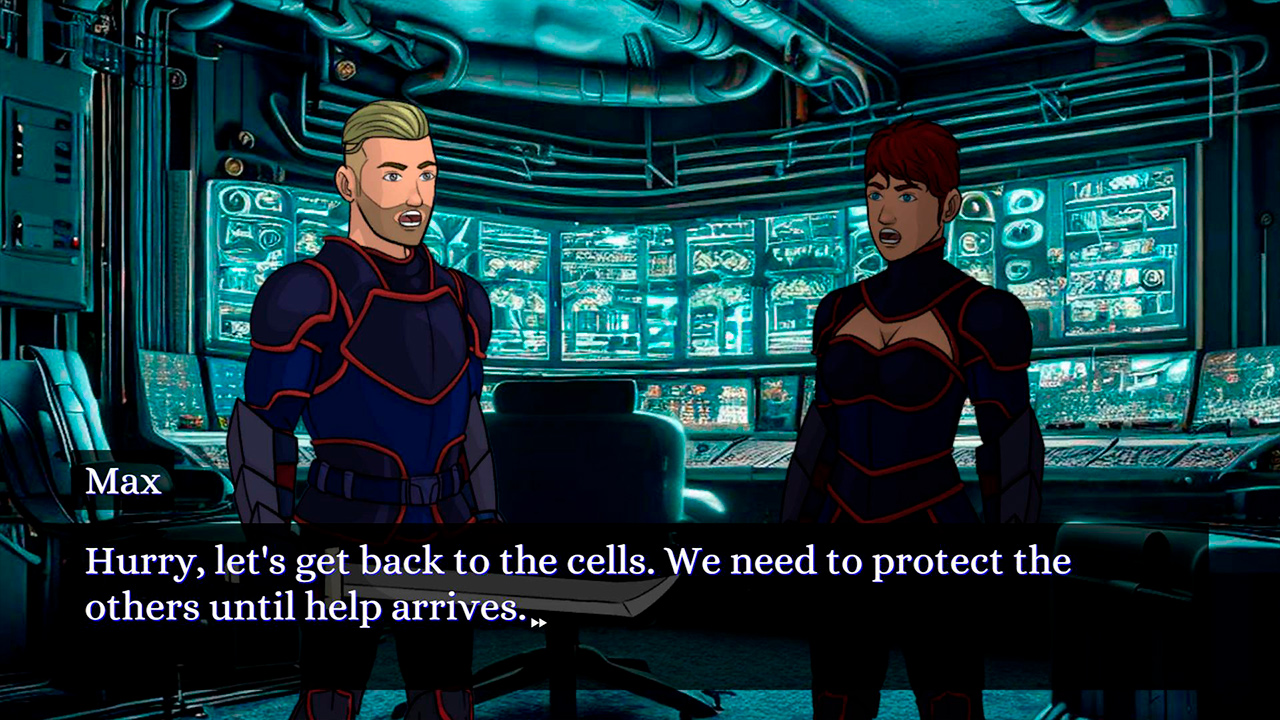 Max
Hurry, let's get back to the cells. We need to protect the
others until help arrives.